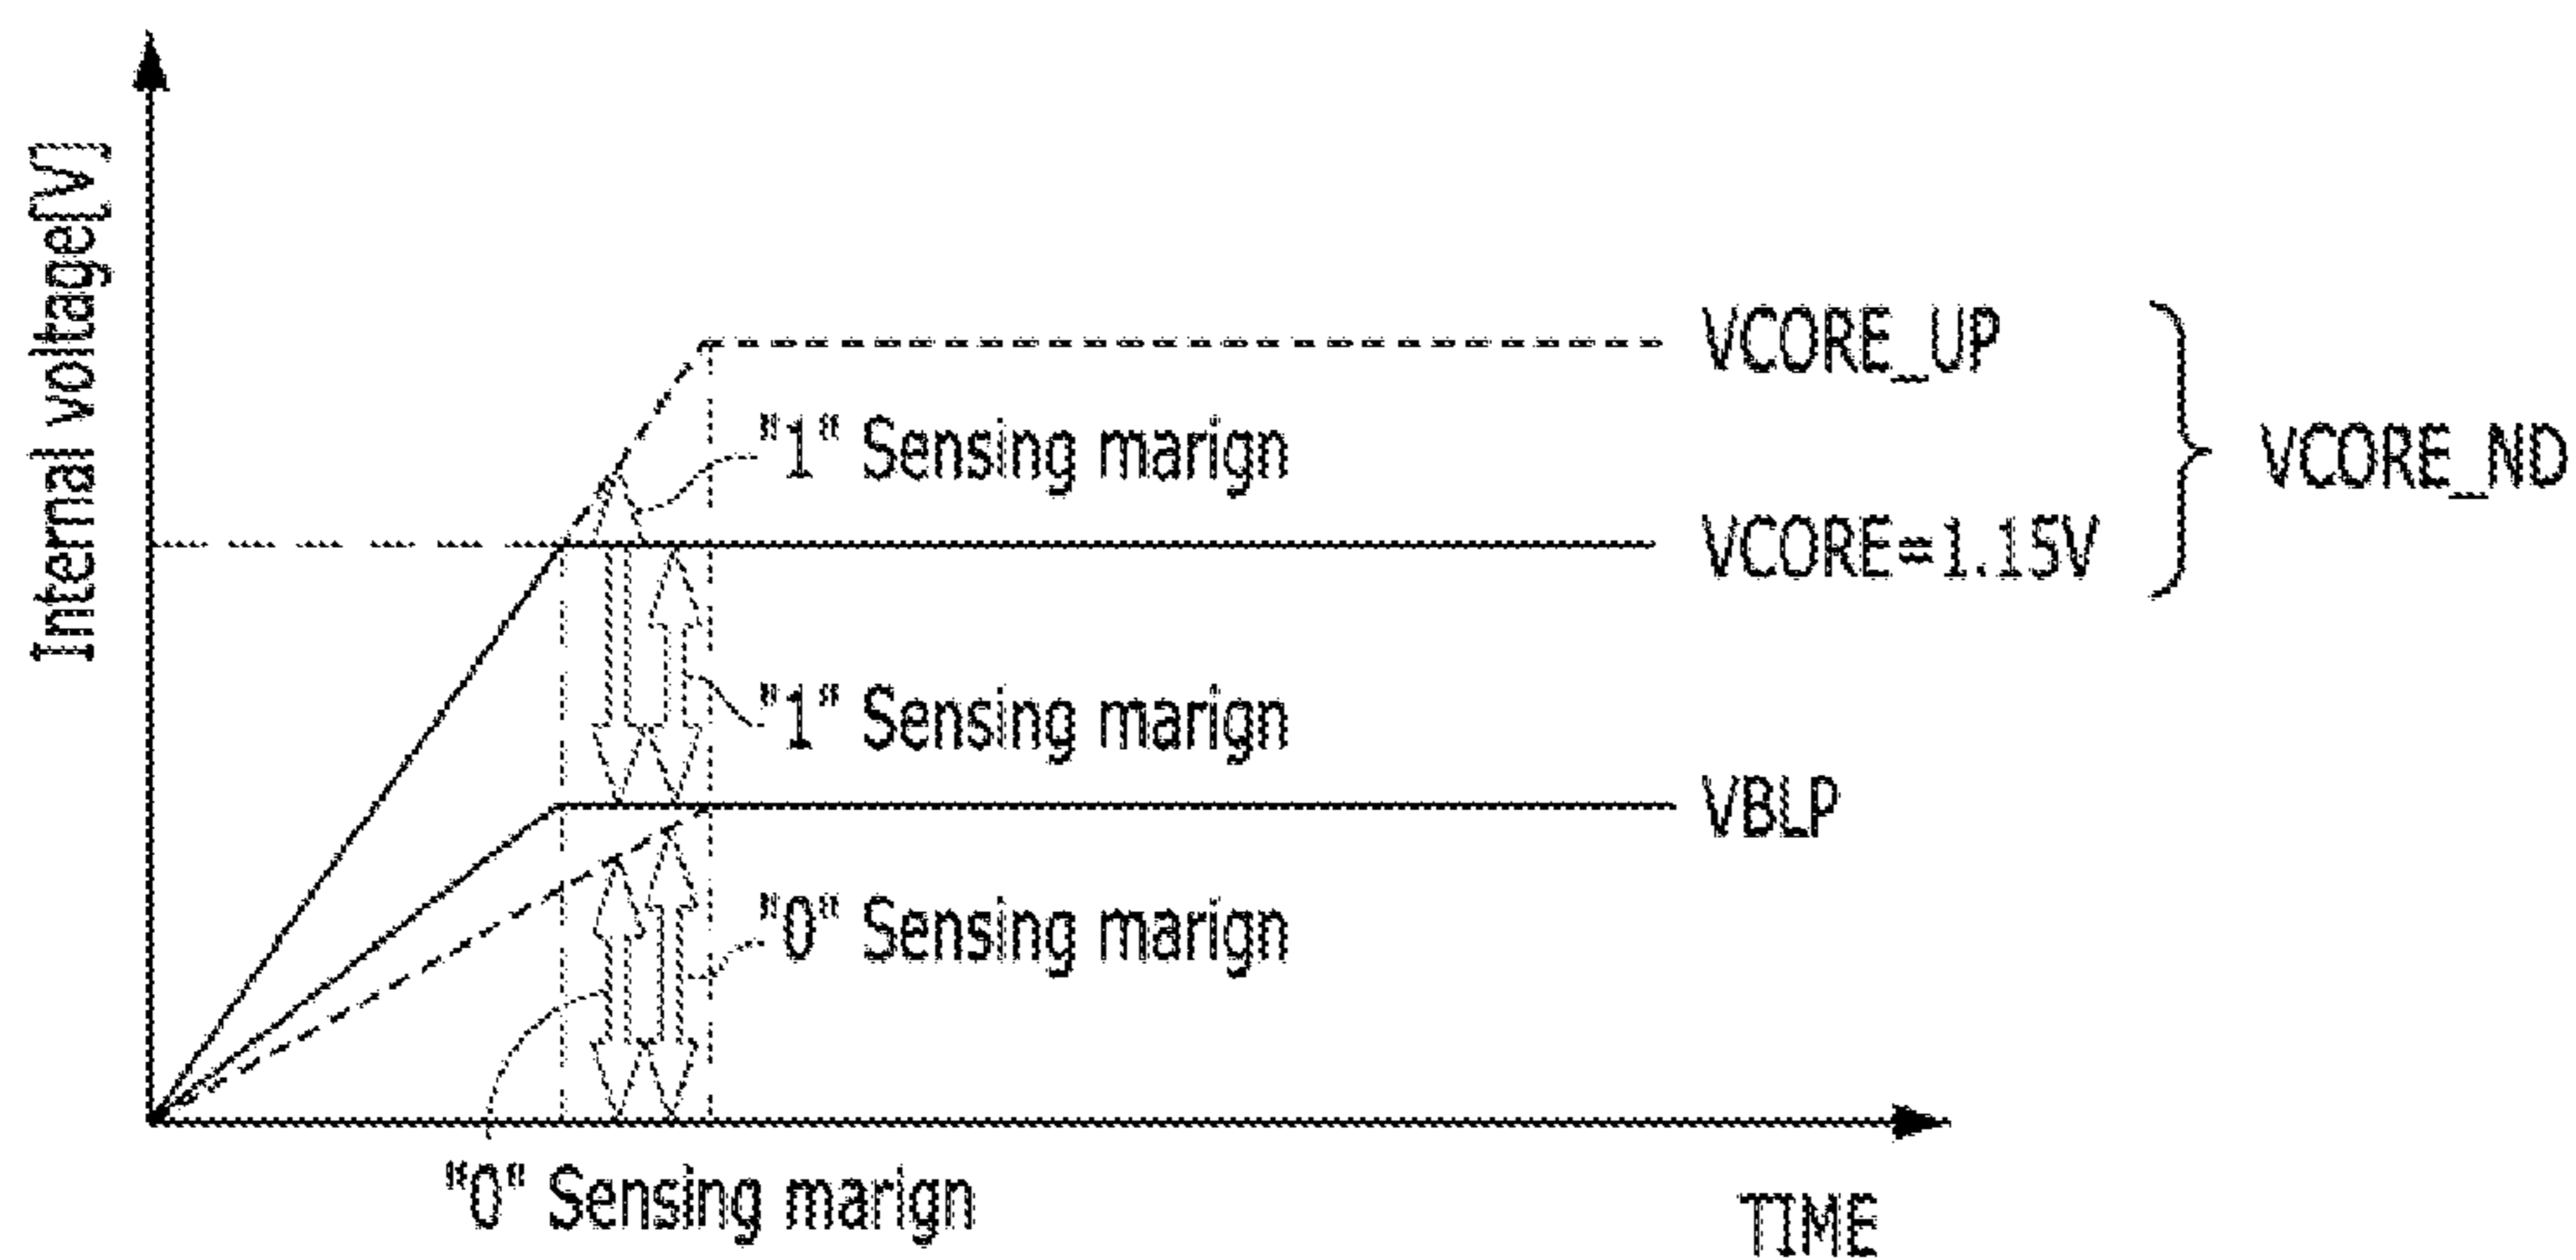 Internal voltage[V]
VCORE_UP
"1" Sensing marign
VCORE_ND
VCORE=1.15V
"1" Sensing marign
VBLP
"0" Sensing marign
"0" Sensing marign
TIME